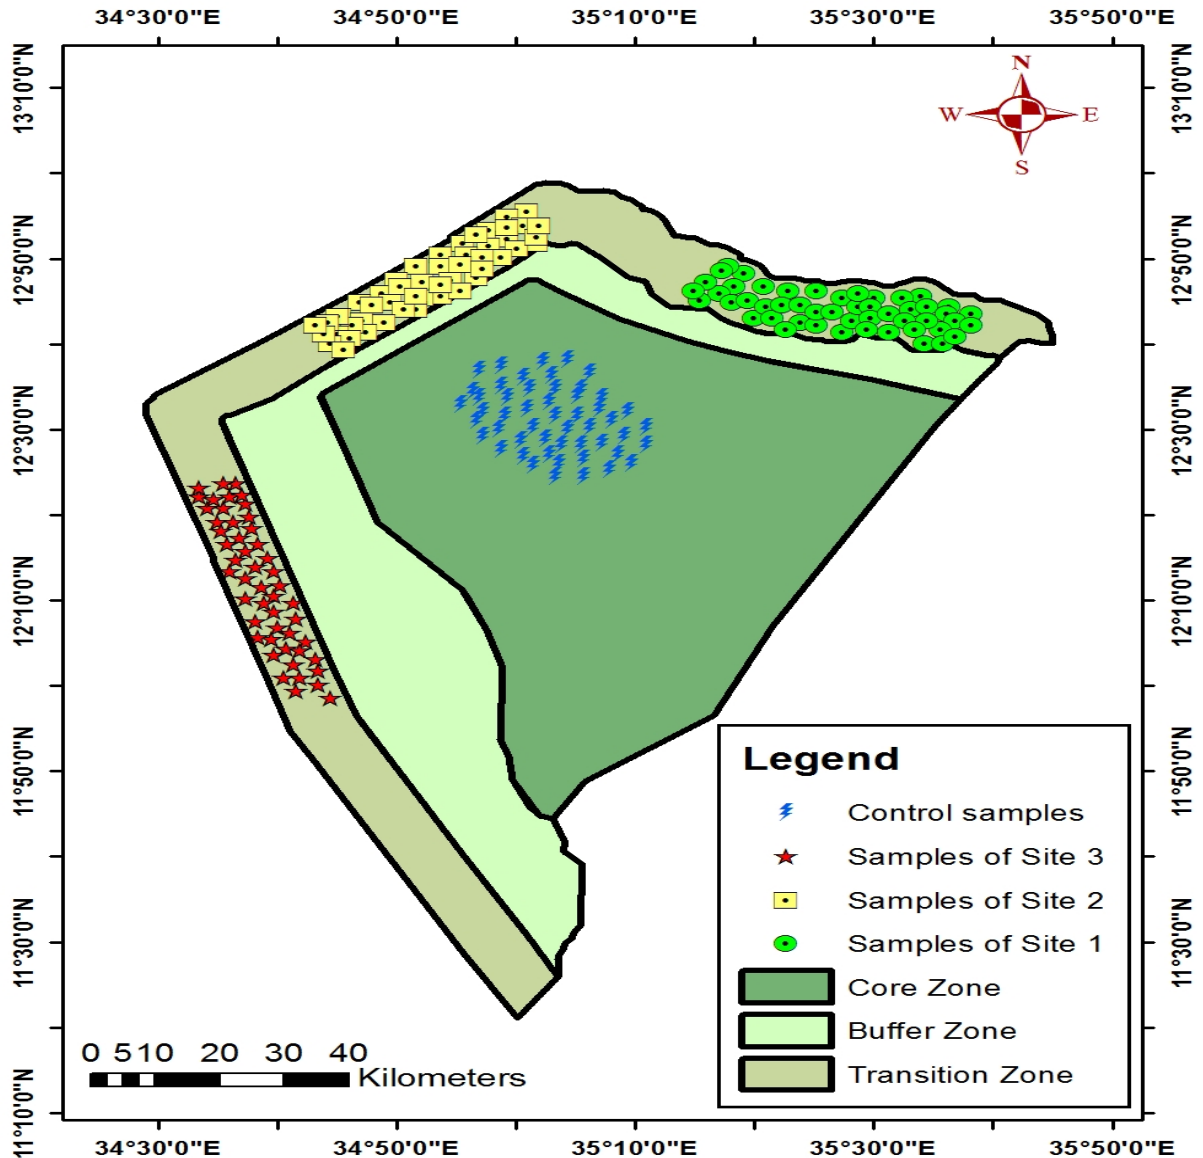 34°30'0"E 34°50'0"E 35°10'0"E 35°30'0"E 35°50'0"E
13°10'0"N 13°10'0"N
N
W E
S
12°50'0"N 12°50'0"N
12°30'0"N 12°30'0"N
12°10'0"N 12°10'0"N
11°50'0"N 11°50'0"N
Legend
Control samples
Samples of Site 3
Samples of Site 2
Samples of Site 1
11°30'0"N 11°30'0"N
Core Zone
Buffer Zone
Transition Zone
0 5 10 20 30 40
Kilometers
11°10'0"N 11°10'0"N
34°30'0"E 34°50'0"E 35°10'0"E 35°30'0"E 35°50'0"E